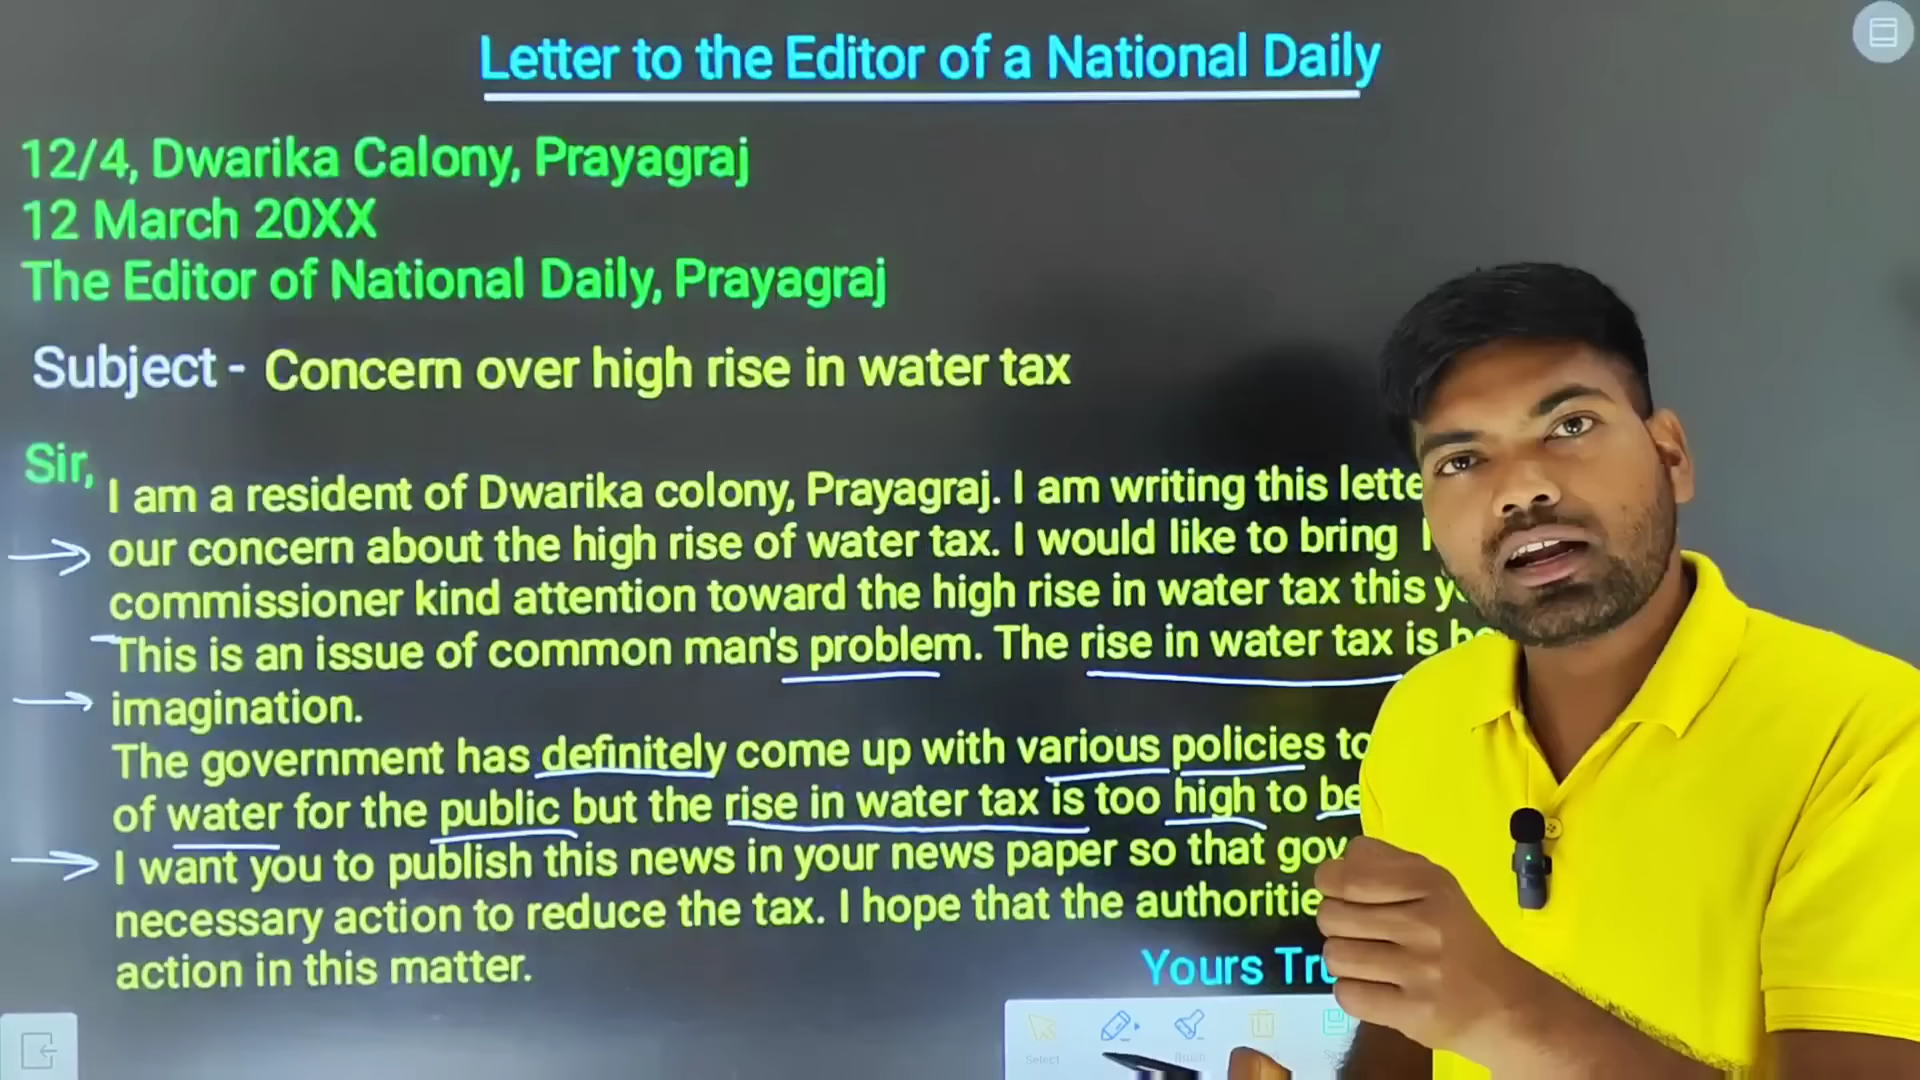 Letter to the Editor of a National Daily
12/4, Dwarika Calony, Prayagraj
12 March 20XX
The Editor of National Daily, Prayagraj
Subject - Concern over high rise in water tax
Sir,
I am a resident of Dwarika colony, Prayagraj. I am writing this
our concern about the high rise of water tax. I would like to bring
commissioner kind attention toward the high rise in water tax this
This is an issue of common man's problem. The rise in water tax is
imagination.
The government has definitely come up with various policies to
of water for the public but the rise in water tax is too high to
I want you to publish this news in your news paper so that
necessary action to reduce the tax. I hope that the
action in this matter.
Yours
Select
Brush